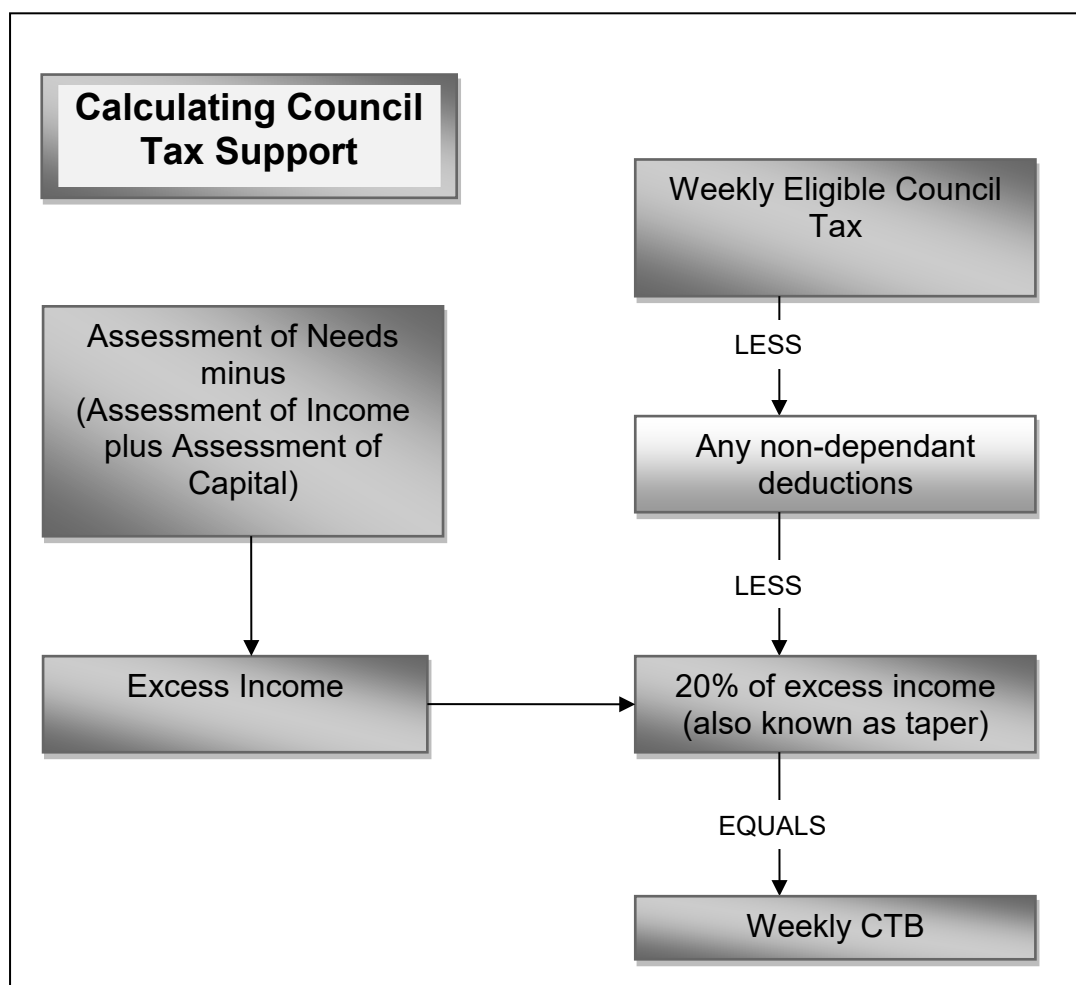 Calculating Council
Tax Support
Weekly Eligible Council
Tax
LESS
Assessment of Needs
minus
(Assessment of Income
plus Assessment of
Capital)
Any non-dependant
deductions
LESS
Excess Income
20% of excess income
(also known as taper)
EQUALS
Weekly CTB